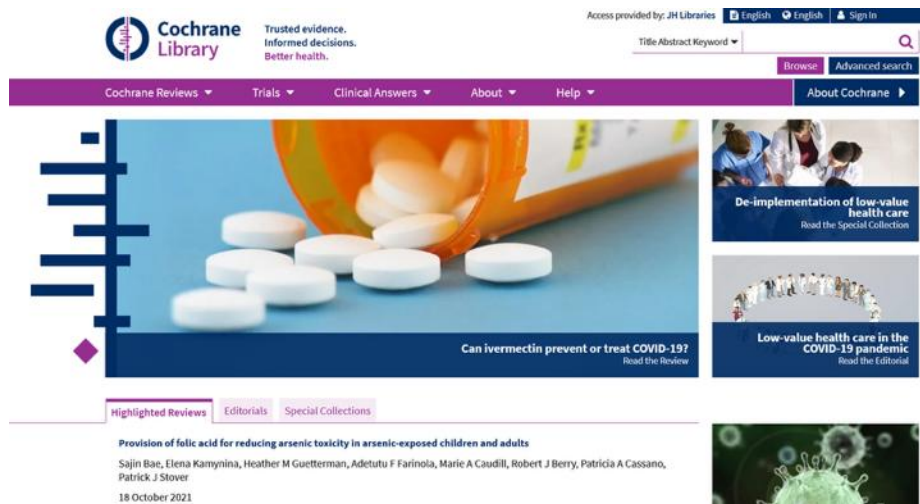 Access provided by: JH Libraries English English Sign In
Cochrane
Library
Trusted evidence.
Informed decisions.
Better health.
Title Abstract Keyword
Browse Advanced search
Cochrane Reviews Trials Clinical Answers About Help About Cochrane
Can ivermectin prevent or treat COVID-19?
Read the Review
De-implementation of low-value
health care
Read the Special Collection
Low-value health care in the
COVID-19 pandemic
Read the Editorial
Highlighted Reviews Editorials Special Collections
Provision of folic acid for reducing arsenic toxicity in arsenic-exposed children and adults
Sajin Bae, Elena Kamynina, Heather M Guetterman, Adetutu F Farinola, Marie A Caudill, Robert J Berry, Patricia A Cassano,
Patrick J Stover
18 October 2021